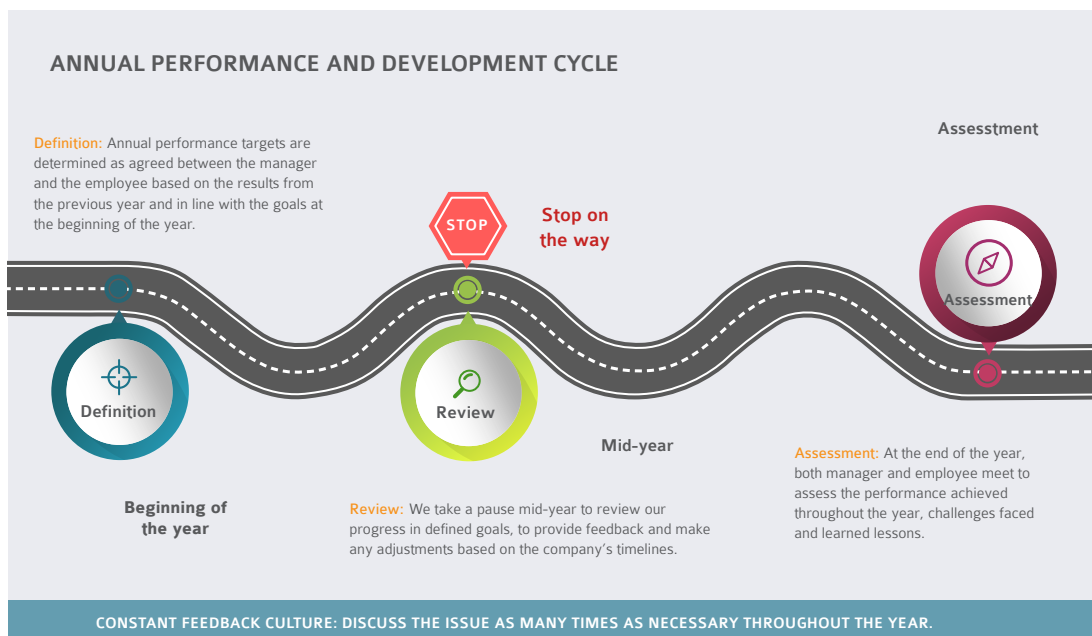 ANNUAL PERFORMANCE AND DEVELOPMENT CYCLE
Definition: Annual performance targets are
determined as agreed between the manager
and the employee based on the results from
the previous year and in line with the goals at
the beginning of the year.
Assesstment
STOP
Stop on
the way
Assessment
Definition
Review
Mid-year
Beginning of
the year
Review: We take a pause mid-year to review our
progress in defined goals, to provide feedback and make
any adjustments based on the company's timelines.
Assessment: At the end of the year,
both manager and employee meet to
assess the performance achieved
throughout the year, challenges faced
and learned lessons.
CONSTANT FEEDBACK CULTURE: DISCUSS THE ISSUE AS MANY TIMES AS NECESSARY THROUGHOUT THE YEAR.